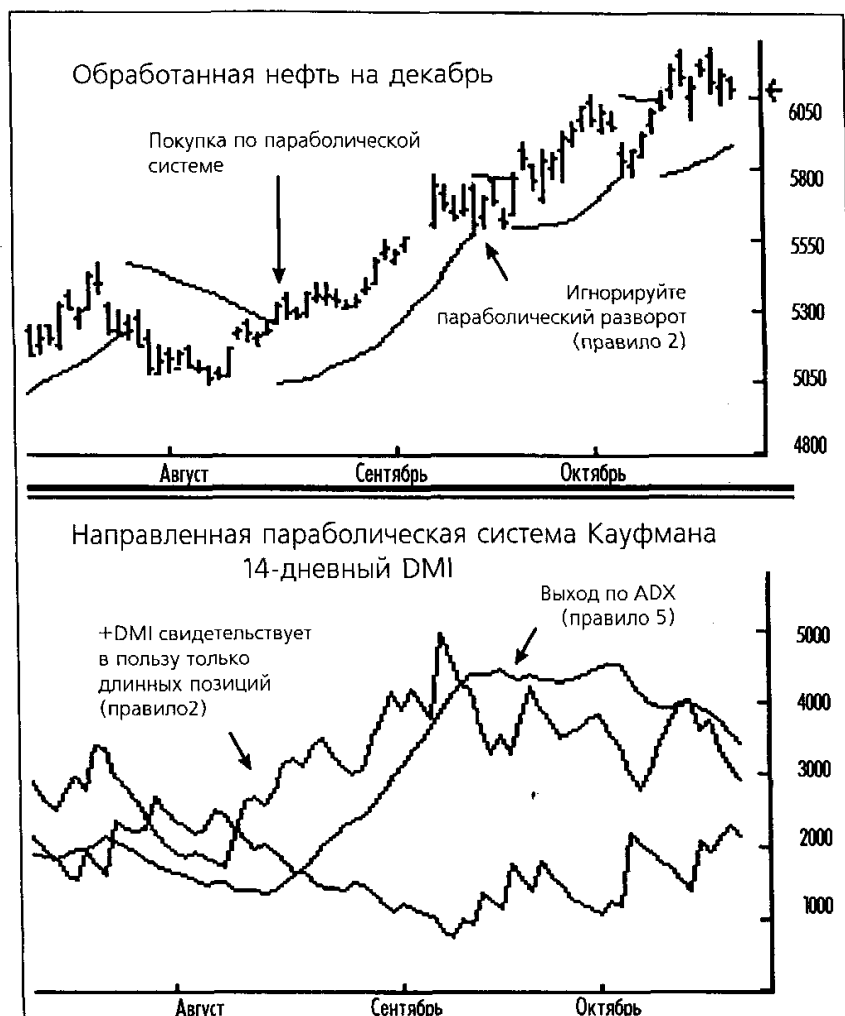 Обработанная нефть на декабрь
Покупка по параболической
системе
Игнорируйте
параболический разворот
(правило 2)
6050
5800
5550
5300
5050
4800
Август
Сентябрь
Октябрь
Направленная параболическая система Кауфмана
14-дневный DMI
Выход по ADX
(правило 5)
+DMI свидетельствует
в пользу только
длинных позиций
(правило2)
5000
4000
3000
2000
1000
Август
Сентябрь
Октябрь